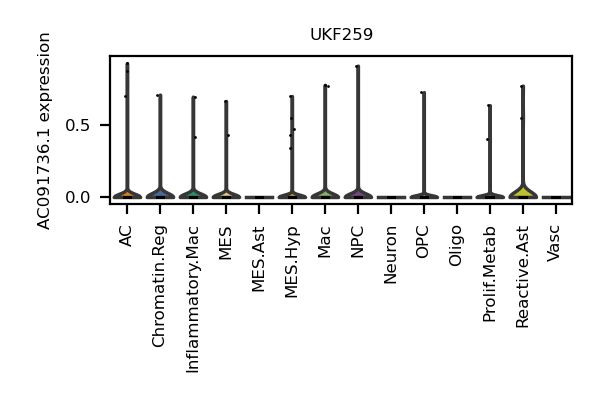 UKF259
AC091736.1 expression
0.5
0.0
AC
Chromatin.Reg
Inflammatory.Mac
MES
MES.Ast
MES.Hyp
Mac
NPC
Neuron
OPC
Oligo
Prolif.Metab
Reactive.Ast
Vasc